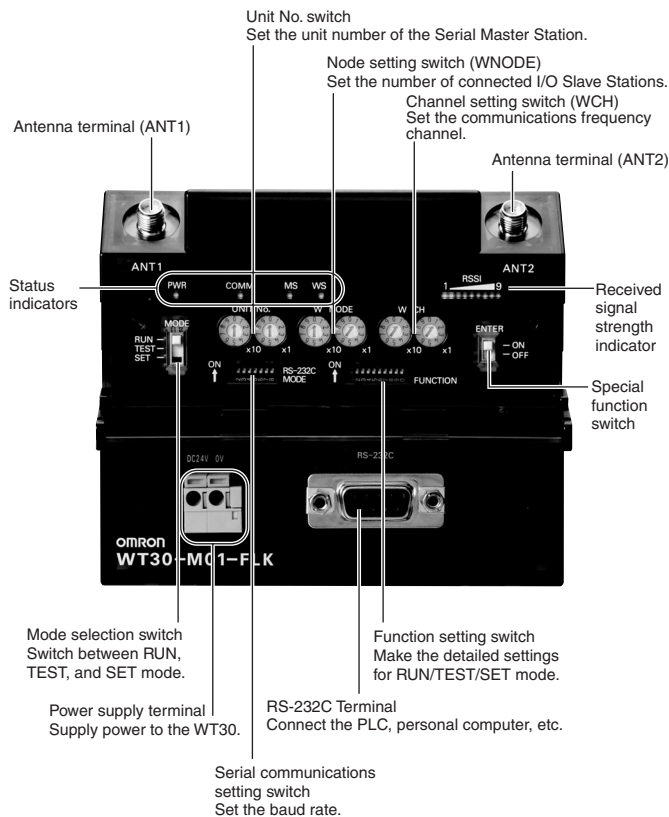 Unit No. switch
Set the unit number of the Serial Master Station.
Node setting switch (WNODE)
Set the number of connected I/O Slave Stations.
Channel setting switch (WCH)
Set the communications frequency
channel.
Antenna terminal (ANT1)
Antenna terminal (ANT2)
ANT1
ANT2
Status
indicators
PWR
COMM
MS
WS
RSSI
1
9
Received
signal
strength
indicator
MODE
RUN
TEST
SET
UNIT No.
x10
x1
x10
x1
x10
x1
ENTER
ON
OFF
ON
RS-232C
MODE
ON
FUNCTION
Special
function
switch
DC24V 0V
RS-232C
OMRON
WT30-M01-FLK
Mode selection switch
Switch between RUN,
TEST, and SET mode.
Function setting switch
Make the detailed settings
for RUN/TEST/SET mode.
Power supply terminal
Supply power to the WT30.
RS-232C Terminal
Connect the PLC, personal computer, etc.
Serial communications
setting switch
Set the baud rate.